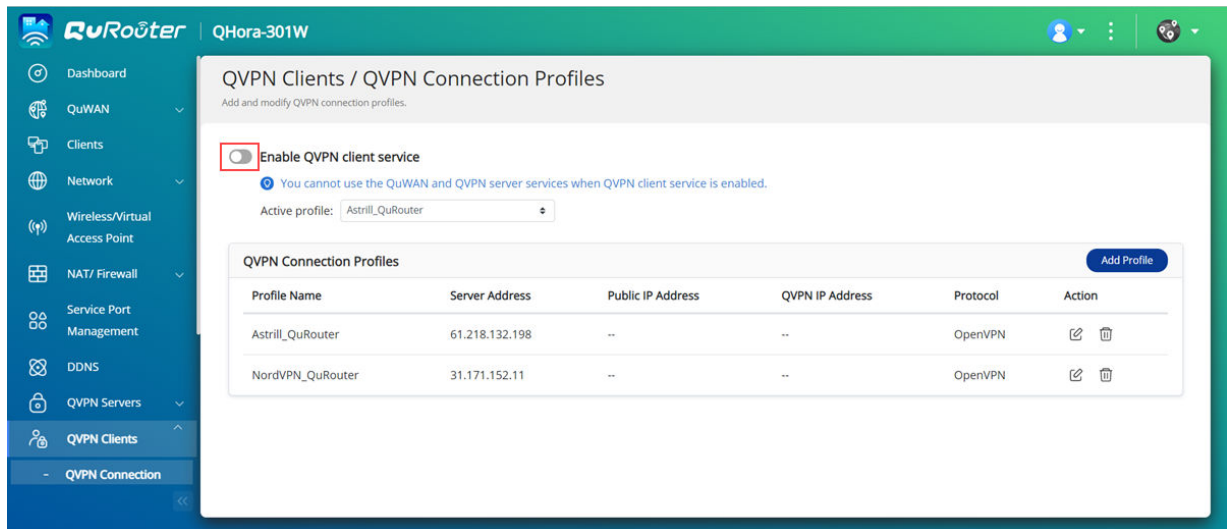 QuRouter
QHora-301W
Dashboard
QuWAN
Clients
Network
Wireless/Virtual
Access Point
NAT/ Firewall
Service Port
Management
DDNS
QVPN Servers
QVPN Clients
- QVPN Connection
QVPN Clients / QVPN Connection Profiles
Add and modify QVPN connection profiles.
Enable QVPN client service
You cannot use the QuWAN and QVPN server services when QVPN client service is enabled.
Active profile: Astrill_QuRouter
QVPN Connection Profiles Add Profile
Profile Name Server Address Public IP Address QVPN IP Address Protocol Action
Astrill_QuRouter 61.218.132.198 -- -- OpenVPN
NordVPN_QuRouter 31.171.152.11 -- -- OpenVPN